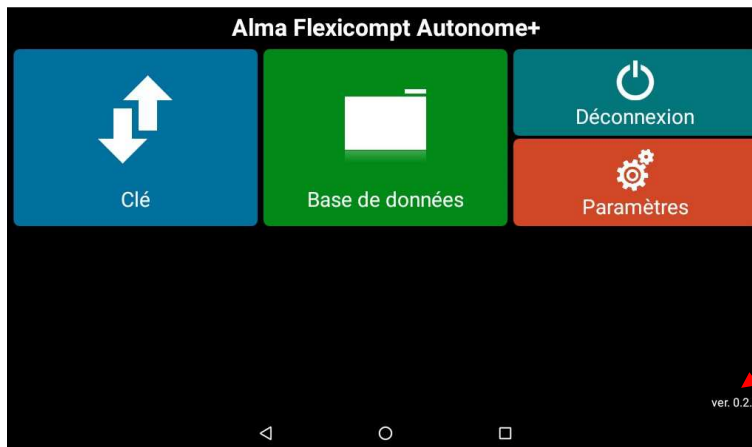 Alma Flexicompt Autonome+
Clé
Base de données
Déconnexion
Paramètres
ver. 0.2.